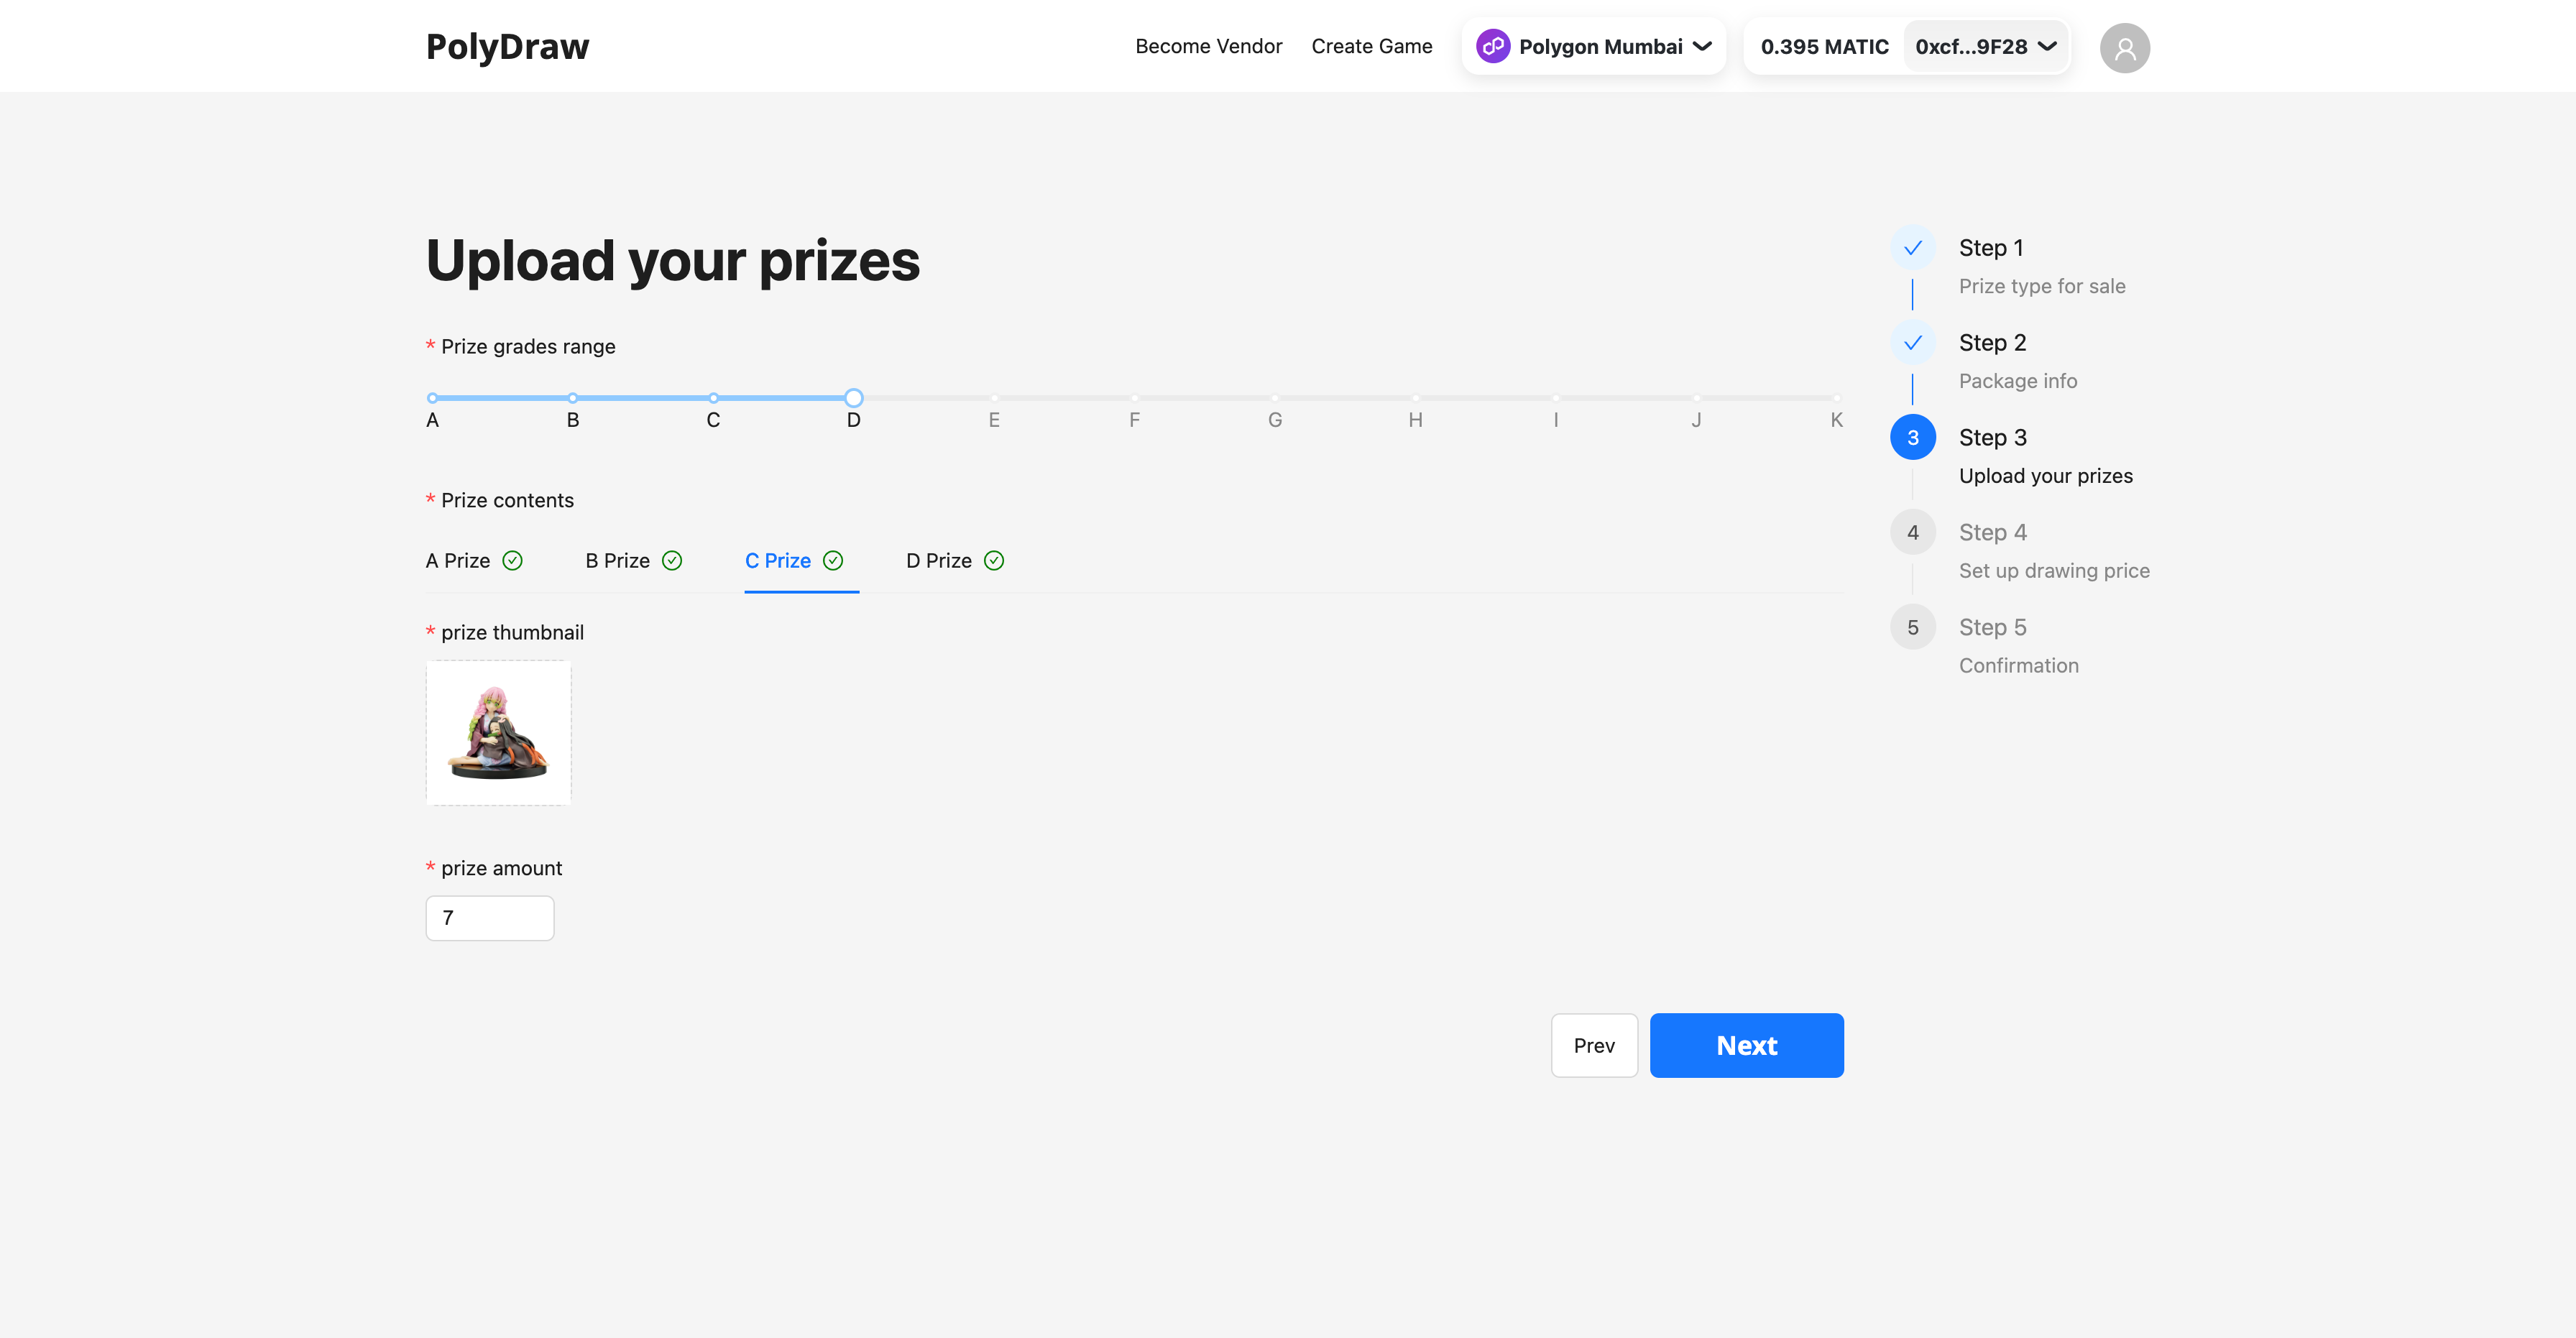 PolyDraw
Become Vendor
Create Game
Polygon Mumbai
0.395 MATIC
0xcf...9F28
Upload your prizes
* Prize grades range
A B C D E F G H I J K
* Prize contents
A Prize
B Prize
C Prize
D Prize
* prize thumbnail
* prize amount
7
Prev
Next
Step 1
Prize type for sale
Step 2
Package info
3
Step 3
Upload your prizes
4
Step 4
Set up drawing price
5
Step 5
Confirmation